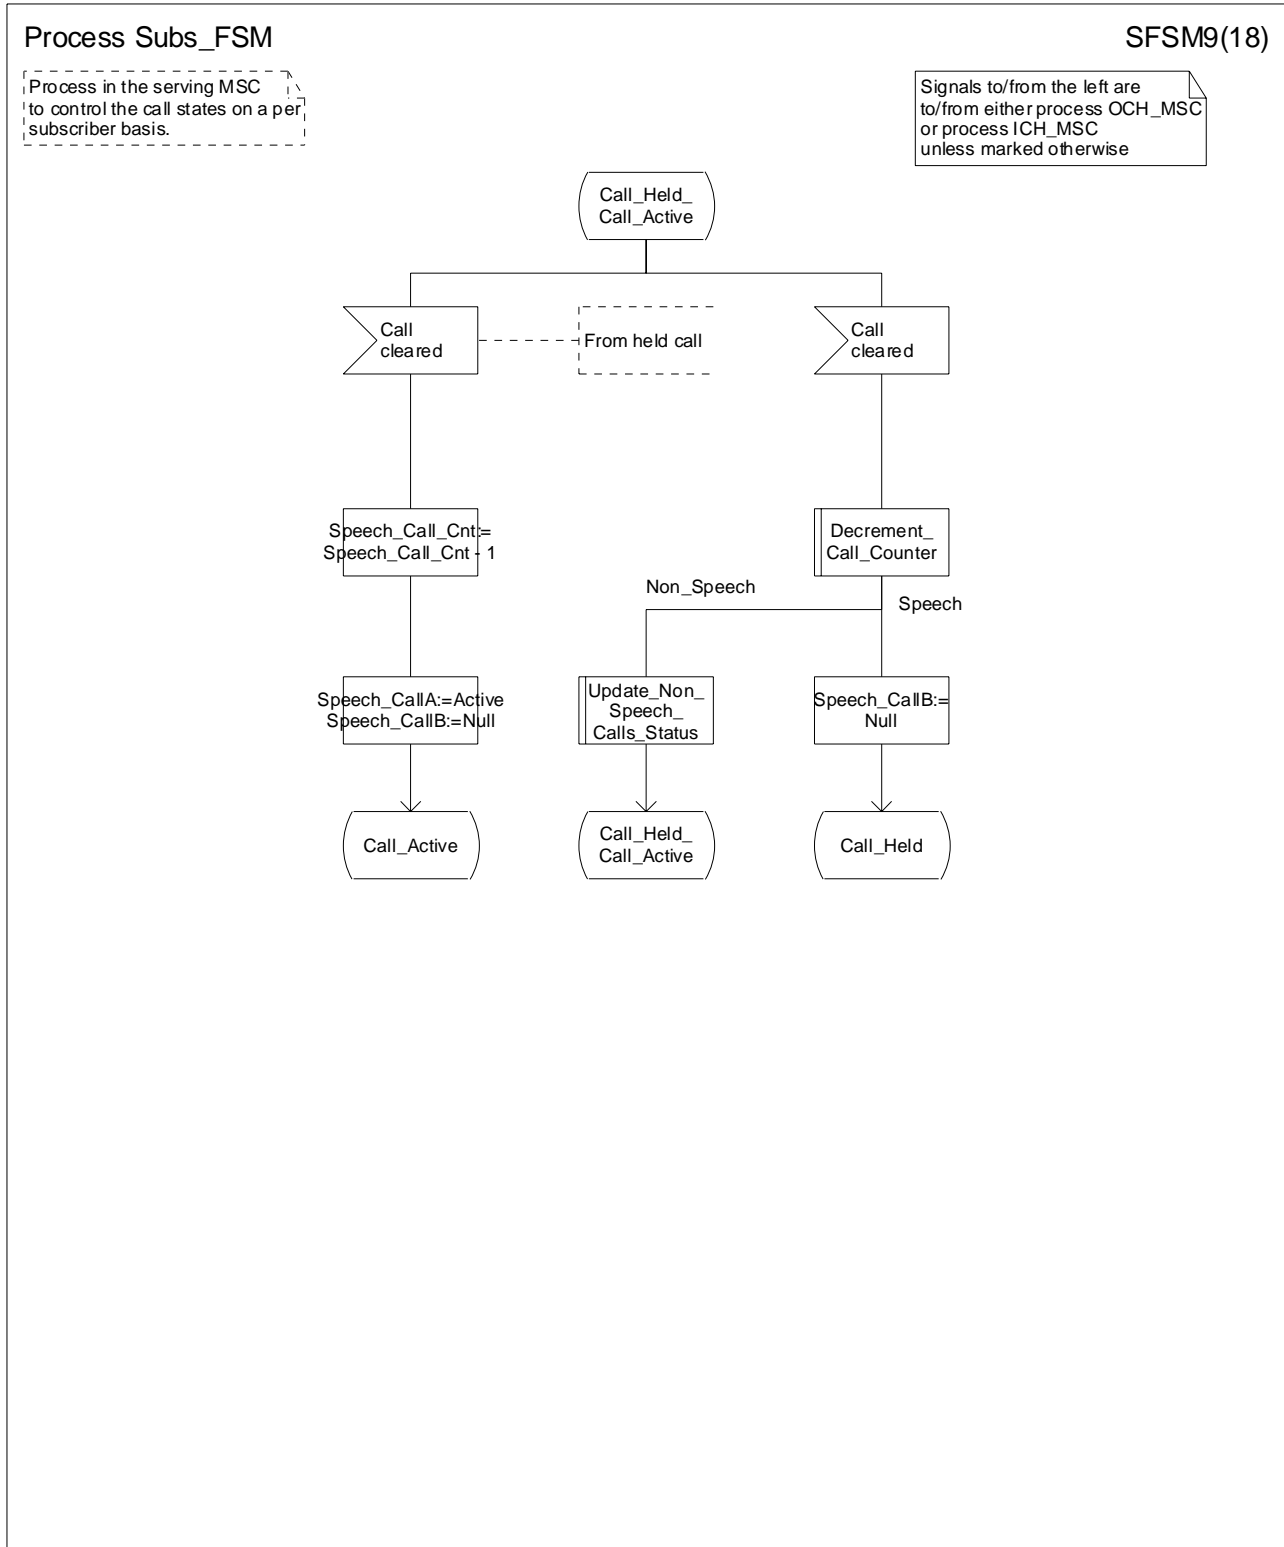 Process Subs_FSM
SFSM9(18)
Process in the serving MSC
to control the call states on a per
subscriber basis.
Signals to/from the left are
to/from either process OCH_MSC
or process ICH_MSC
unless marked otherwise
Call_Held_
Call_Active
Call
cleared
From held call
Call
cleared
Speech_Call_Cnt:=
Speech_Call_Cnt - 1
Decrement_
Call_Counter
Non_Speech
Speech
Speech_CallA:=Active
Speech_CallB:=Null
Update_Non_
Speech_
Calls_Status
Speech_CallB:=
Null
Call_Active
Call_Held_
Call_Active
Call_Held